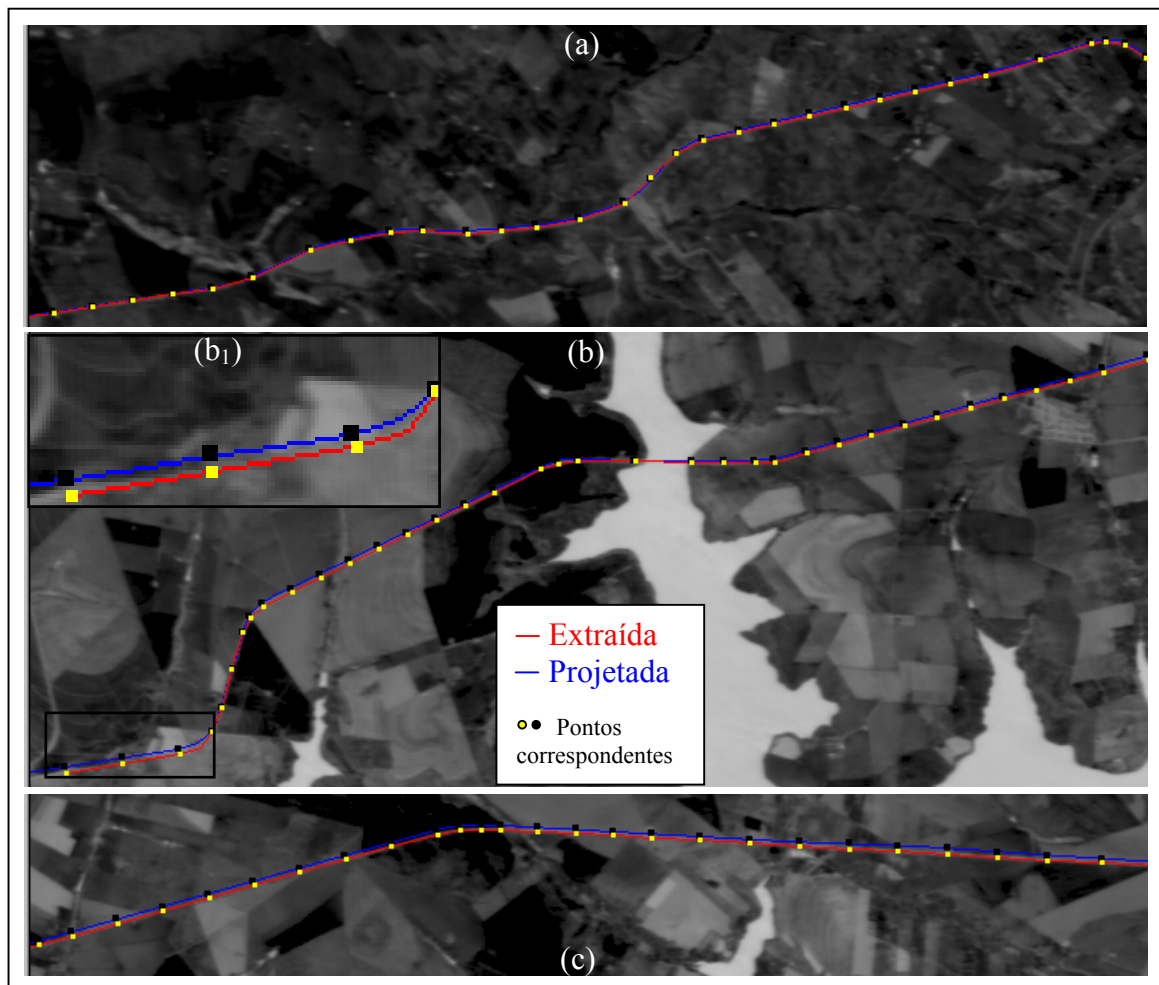 (a)
(b₁)
(b)
Extraída
Projetada
Pontos
correspondentes
(c)